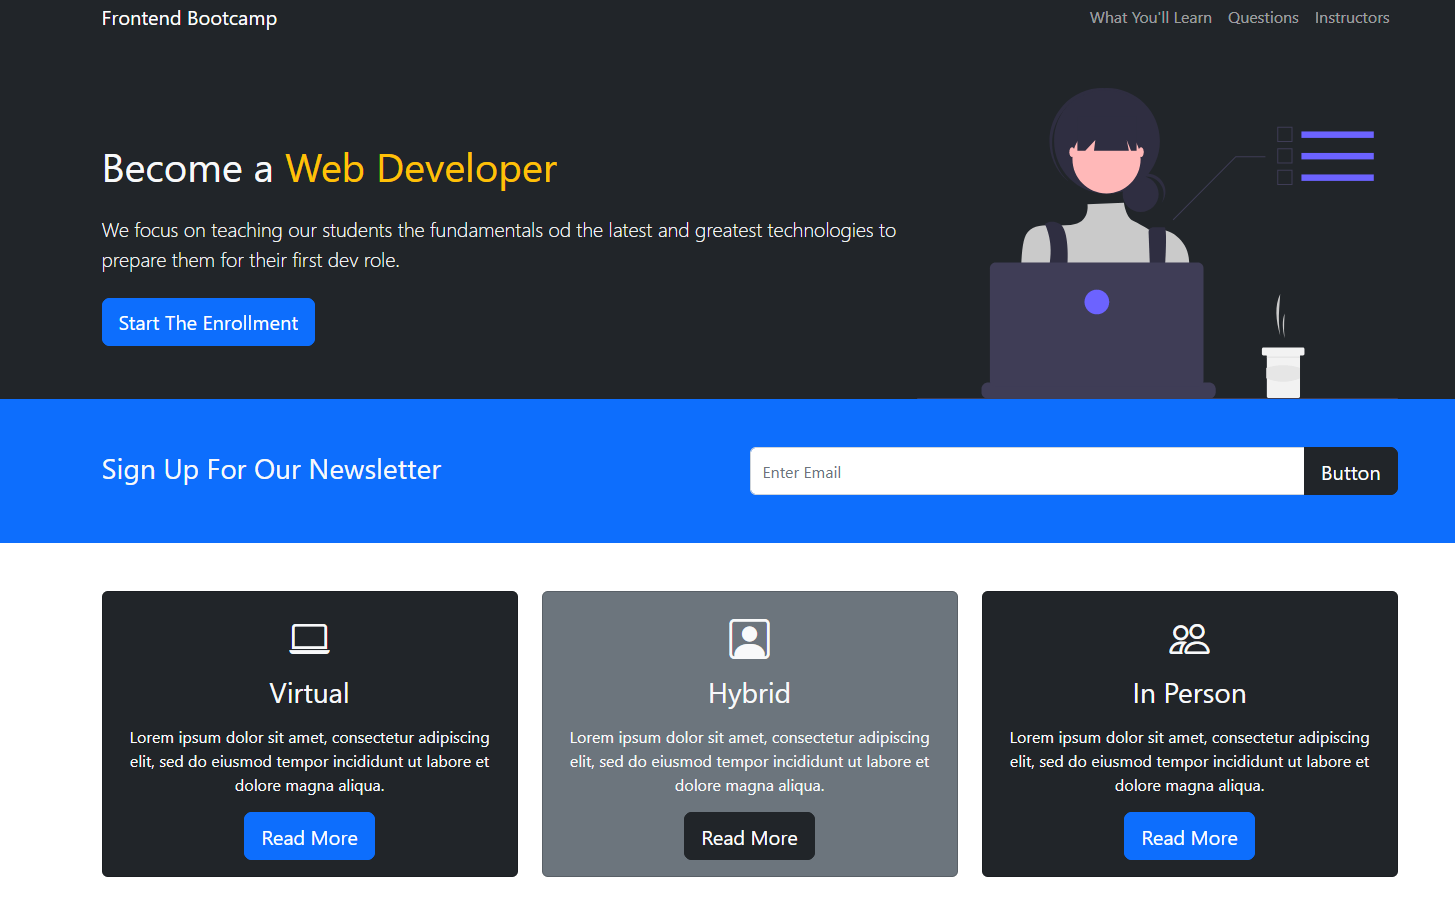 Frontend Bootcamp
What You'll Learn Questions Instructors
Become a Web Developer
We focus on teaching our students the fundamentals od the latest and greatest technologies to
prepare them for their first dev role.
Start The Enrollment
Sign Up For Our Newsletter
Enter Email
Button
Virtual
Lorem ipsum dolor sit amet, consectetur adipiscing
elit, sed do eiusmod tempor incididunt ut labore et
dolore magna aliqua.
Read More
Hybrid
Lorem ipsum dolor sit amet, consectetur adipiscing
elit, sed do eiusmod tempor incididunt ut labore et
dolore magna aliqua.
Read More
In Person
Lorem ipsum dolor sit amet, consectetur adipiscing
elit, sed do eiusmod tempor incididunt ut labore et
dolore magna aliqua.
Read More